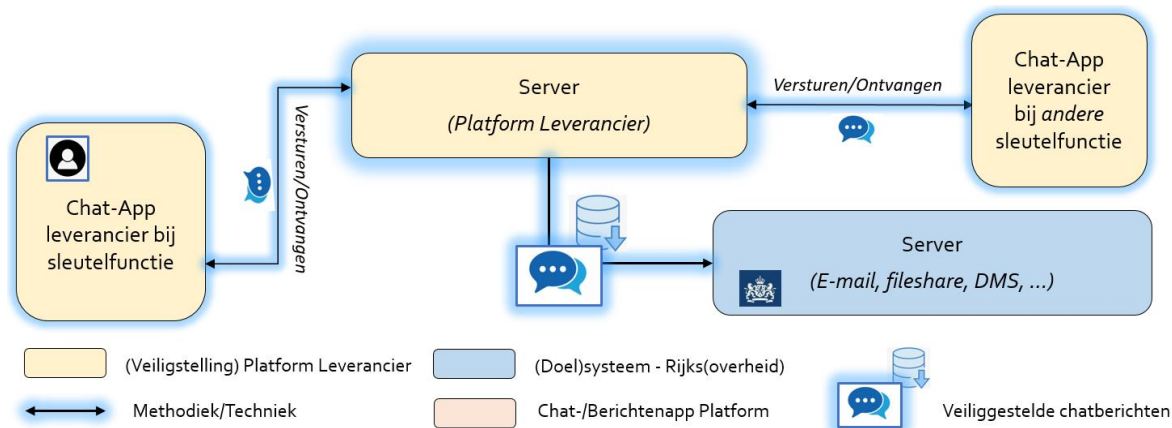 Server
(Platform Leverancier)
Versturen/Ontvangen
Chat-App
leverancier
bij andere
sleutelfunctie
Versturen/Ontvangen
Chat-App
leverancier bij
sleutelfunctie
Server
(E-mail, fileshare, DMS, ...)
(Veiligstelling) Platform Leverancier
(Doel)systeem - Rijks(overheid)
Methodiek/Techniek
Chat-/Berichtenapp Platform
Veiliggestelde chatberichten